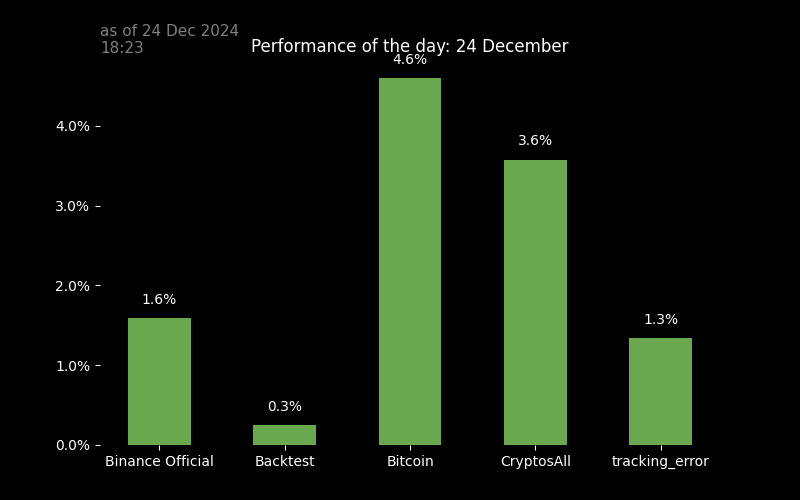 as of 24 Dec 2024
18:23
Performance of the day: 24 December
4.6%
4.0%
3.6%
3.0%
2.0%
1.6%
1.3%
1.0%
0.3%
0.0%
Binance Official
Backtest
Bitcoin
CryptosAll
tracking_error